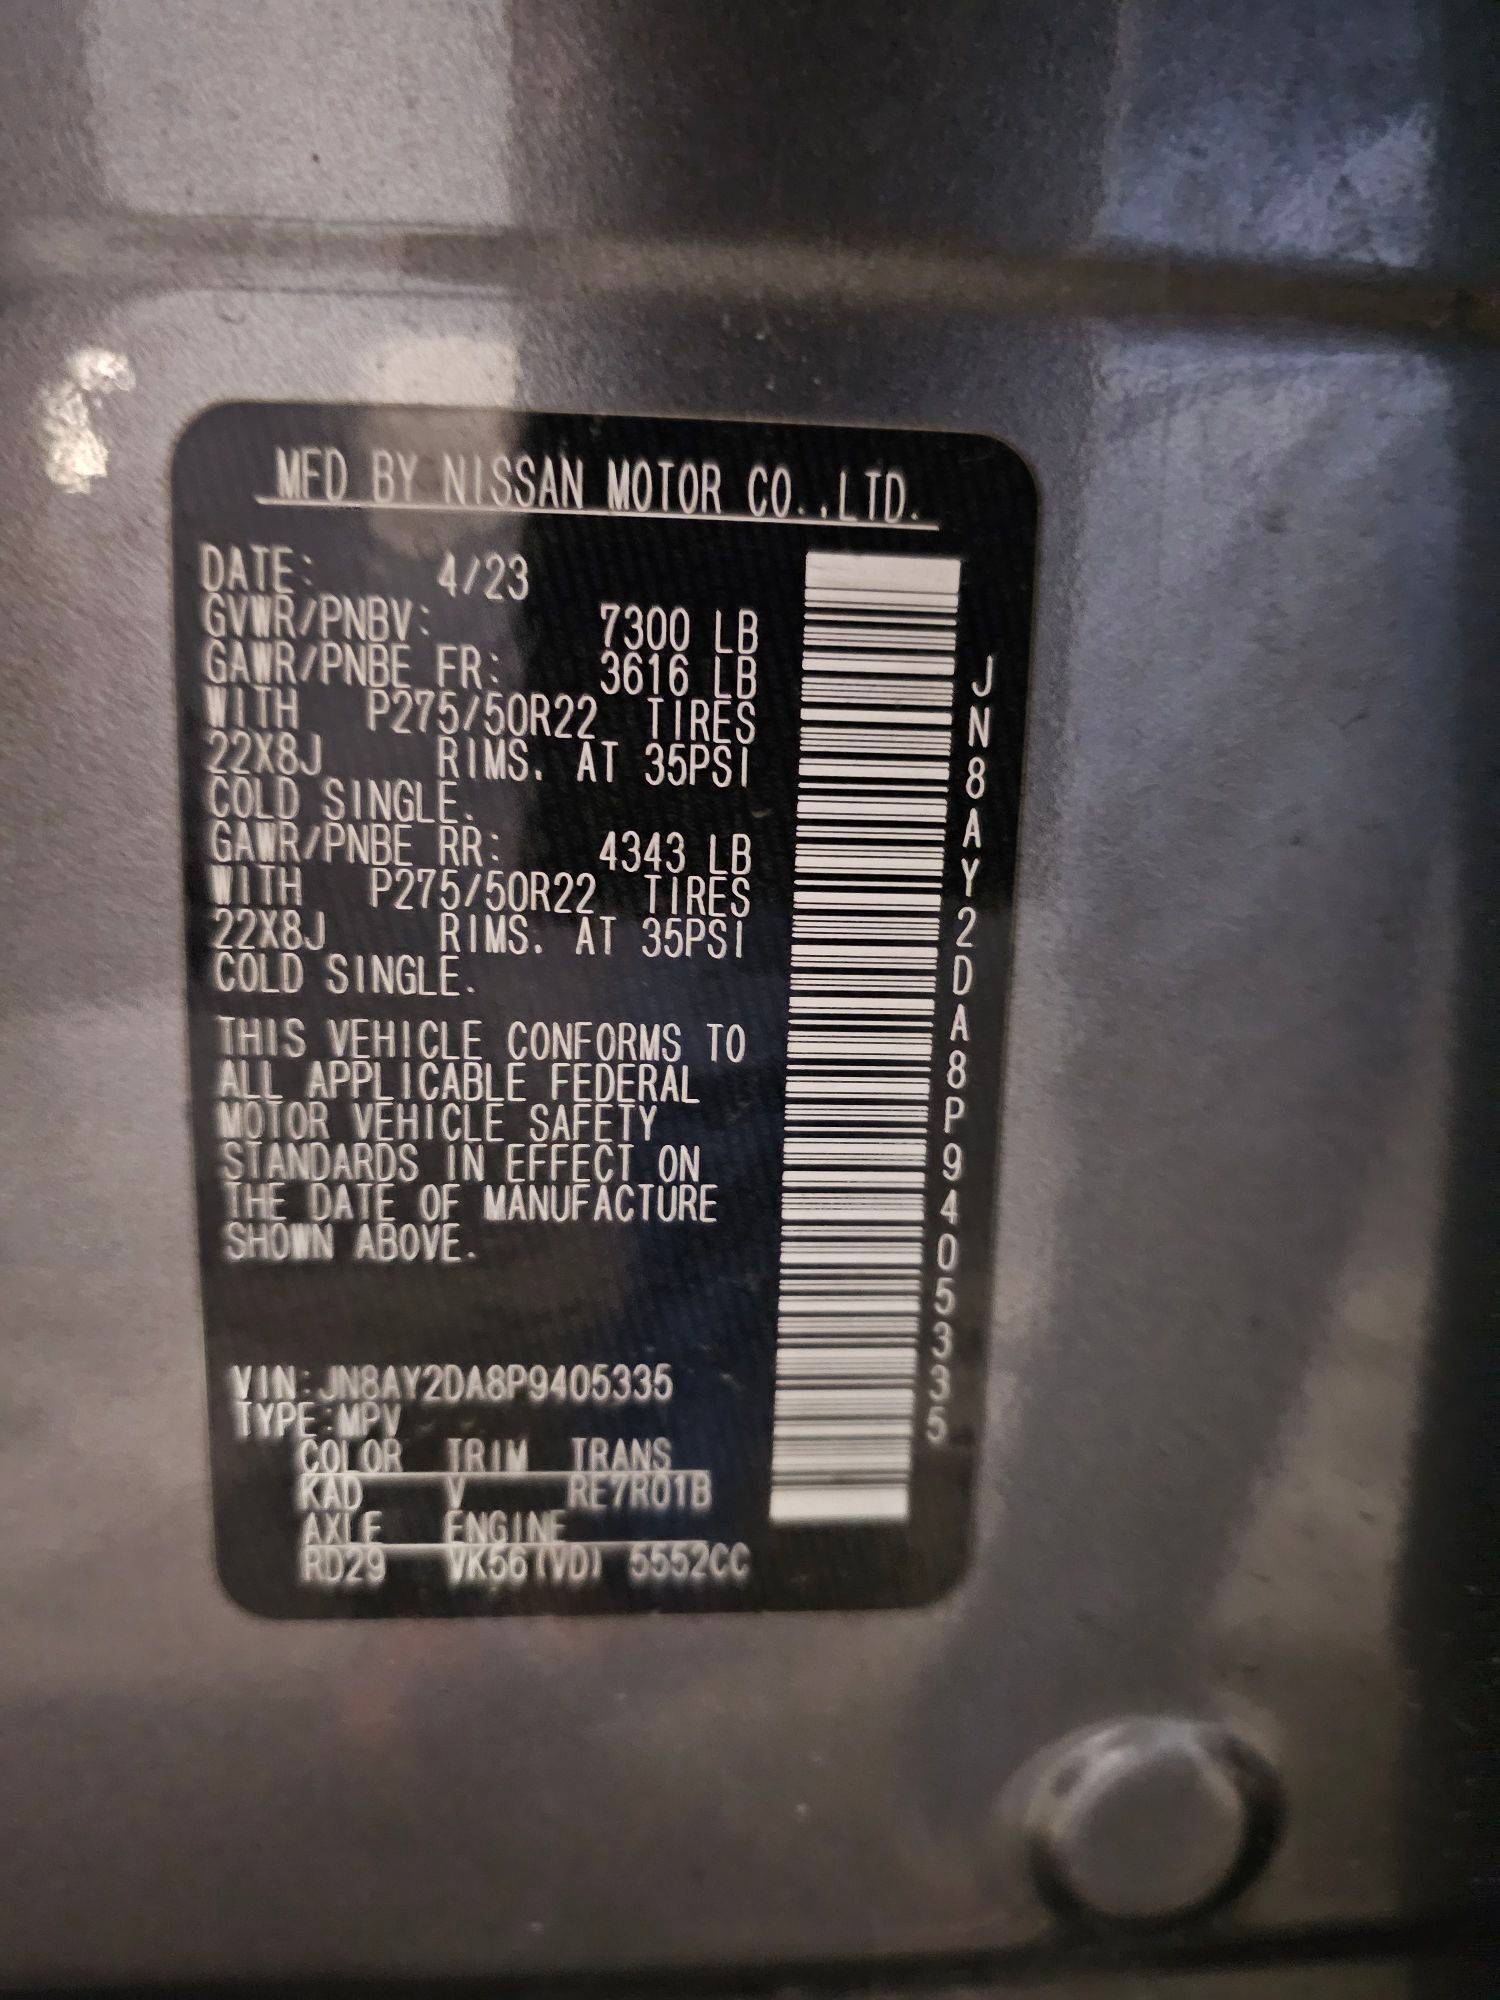 MFD BY NISSAN MOTOR CO.,LTD.
DATE: 4/23
GVWR/PNBV: 7300 LB
GAWR/PNBE FR: 3616 LB
WITH P275/50R22 TIRES
22X8J RIMS. AT 35PSI
COLD SINGLE.
GAWR/PNBE RR: 4343 LB
WITH P275/50R22 TIRES
22X8J RIMS. AT 35PSI
COLD SINGLE.
THIS VEHICLE CONFORMS TO
ALL APPLICABLE FEDERAL
MOTOR VEHICLE SAFETY
STANDARDS IN EFFECT ON
THE DATE OF MANUFACTURE
SHOWN ABOVE.
VIN:JN8AY2DA8P9405335
TYPE:MPV
COLOR TRIM TRANS
KAD V RE7R01B
AXLE ENGINE
RD29 VK56(VD) 5552CC
JN8AY2DA8P9405335